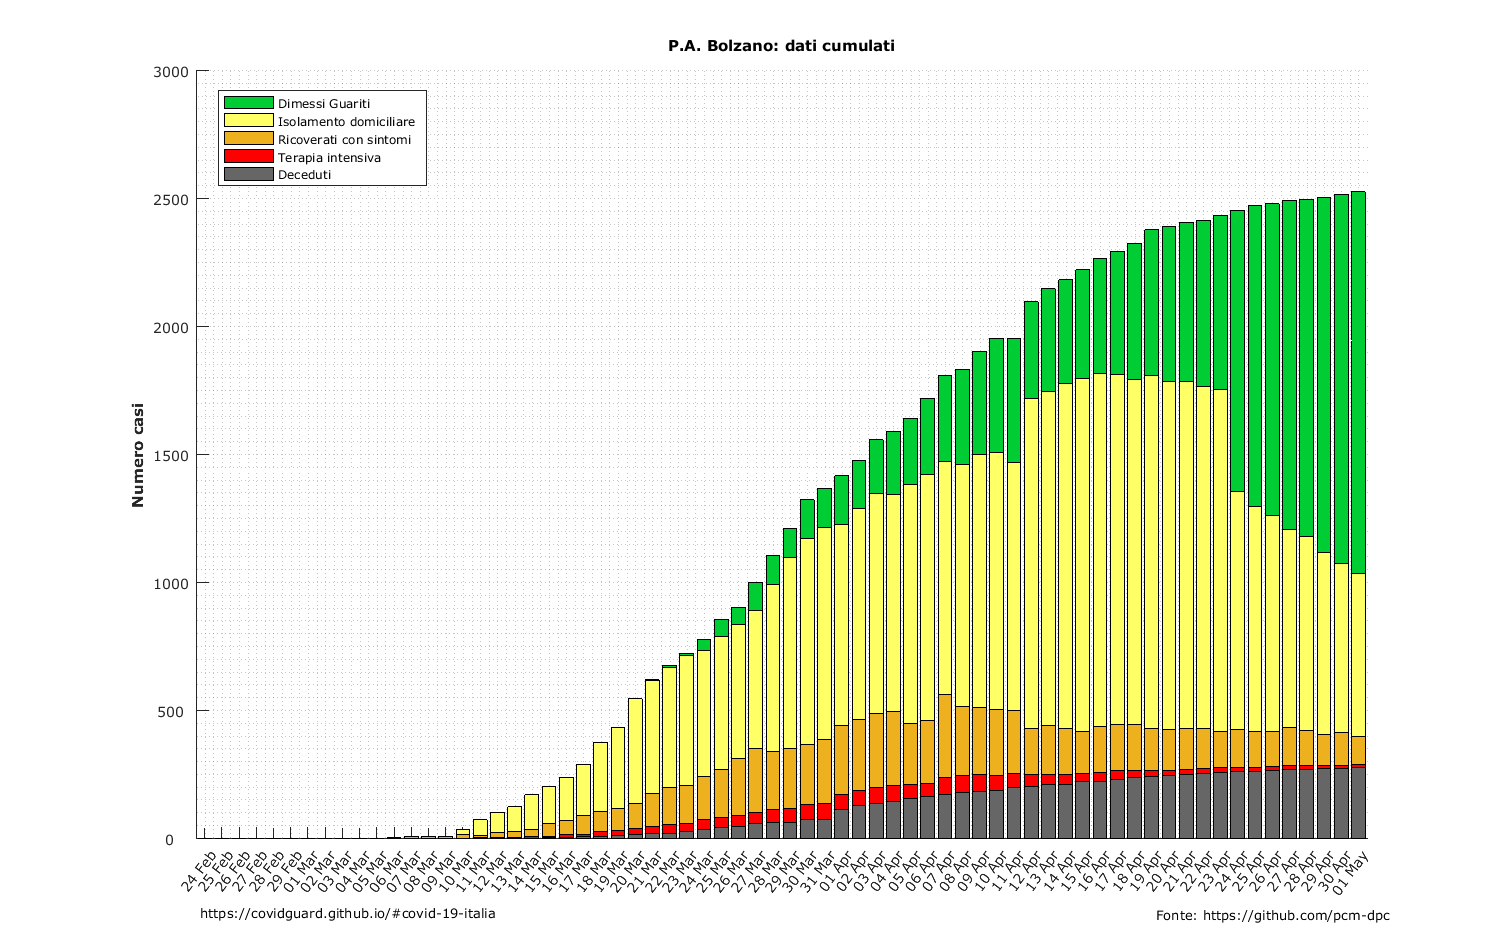 P.A. Bolzano: dati cumulati
3000
2500
2000
1500
1000
500
0
Numero casi
Dimessi Guariti
Isolamento domiciliare
Ricoverati con sintomi
Terapia intensiva
Deceduti
24 Feb
25 Feb
26 Feb
27 Feb
28 Feb
29 Feb
01 Mar
02 Mar
03 Mar
04 Mar
05 Mar
06 Mar
07 Mar
08 Mar
09 Mar
10 Mar
11 Mar
12 Mar
13 Mar
14 Mar
15 Mar
16 Mar
17 Mar
18 Mar
19 Mar
20 Mar
21 Mar
22 Mar
23 Mar
24 Mar
25 Mar
26 Mar
27 Mar
28 Mar
29 Mar
30 Mar
31 Mar
01 Apr
02 Apr
03 Apr
04 Apr
05 Apr
06 Apr
07 Apr
08 Apr
09 Apr
10 Apr
11 Apr
12 Apr
13 Apr
14 Apr
15 Apr
16 Apr
17 Apr
18 Apr
19 Apr
20 Apr
21 Apr
22 Apr
23 Apr
24 Apr
25 Apr
26 Apr
27 Apr
28 Apr
29 Apr
30 Apr
01 May
https://covidguard.github.io/#covid-19-italia
Fonte: https://github.com/pcm-dpc